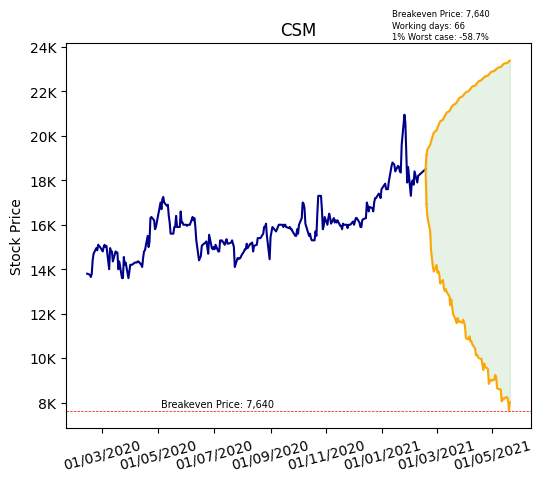 Breakeven Price: 7,640
Working days: 66
1% Worst case: -58.7%
CSM
24K
22K
20K
18K
16K
14K
12K
10K
8K
Stock Price
Breakeven Price: 7,640
01/03/2020
01/05/2020
01/07/2020
01/09/2020
01/11/2020
01/01/2021
01/03/2021
01/05/2021